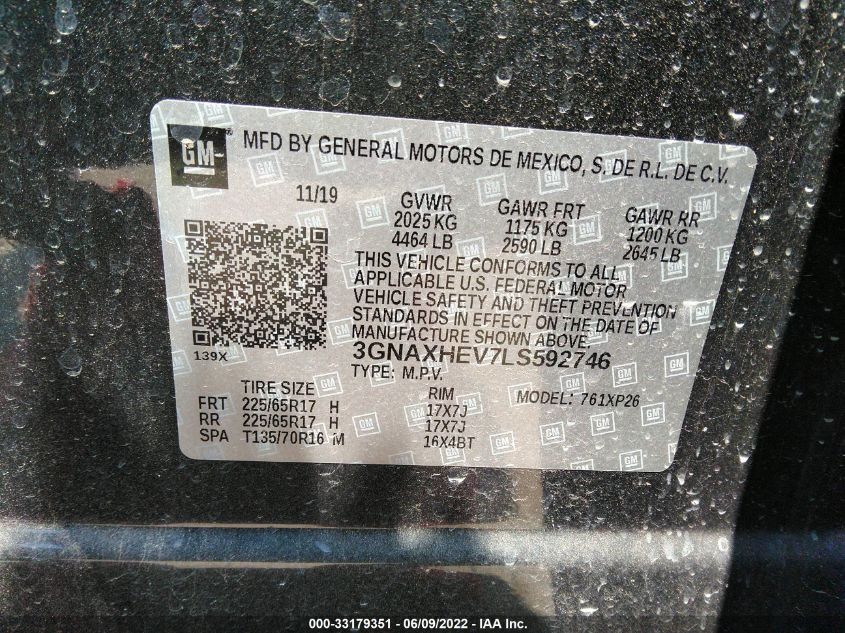 GM
MFD BY GENERAL MOTORS DE MEXICO, S. DE R.L. DE C.V.
11/19 GVWR GAWR FRT GAWR RR
2025 KG 1175 KG 1200 KG
4464 LB 2590 LB 2645 LB
THIS VEHICLE CONFORMS TO ALL
APPLICABLE U.S. FEDERAL MOTOR
VEHICLE SAFETY AND THEFT PREVENTION
STANDARDS IN EFFECT ON THE DATE OF
MANUFACTURE SHOWN ABOVE.
139X
3GNAXHEV7LS592746
TYPE: M.P.V. MODEL: 761XP26
TIRE SIZE RIM
FRT 225/65R17 H 17X7J
RR 225/65R17 H 17X7J
SPA T135/70R16 M 16X4BT
000-33179351 - 06/09/2022 - IAA Inc.